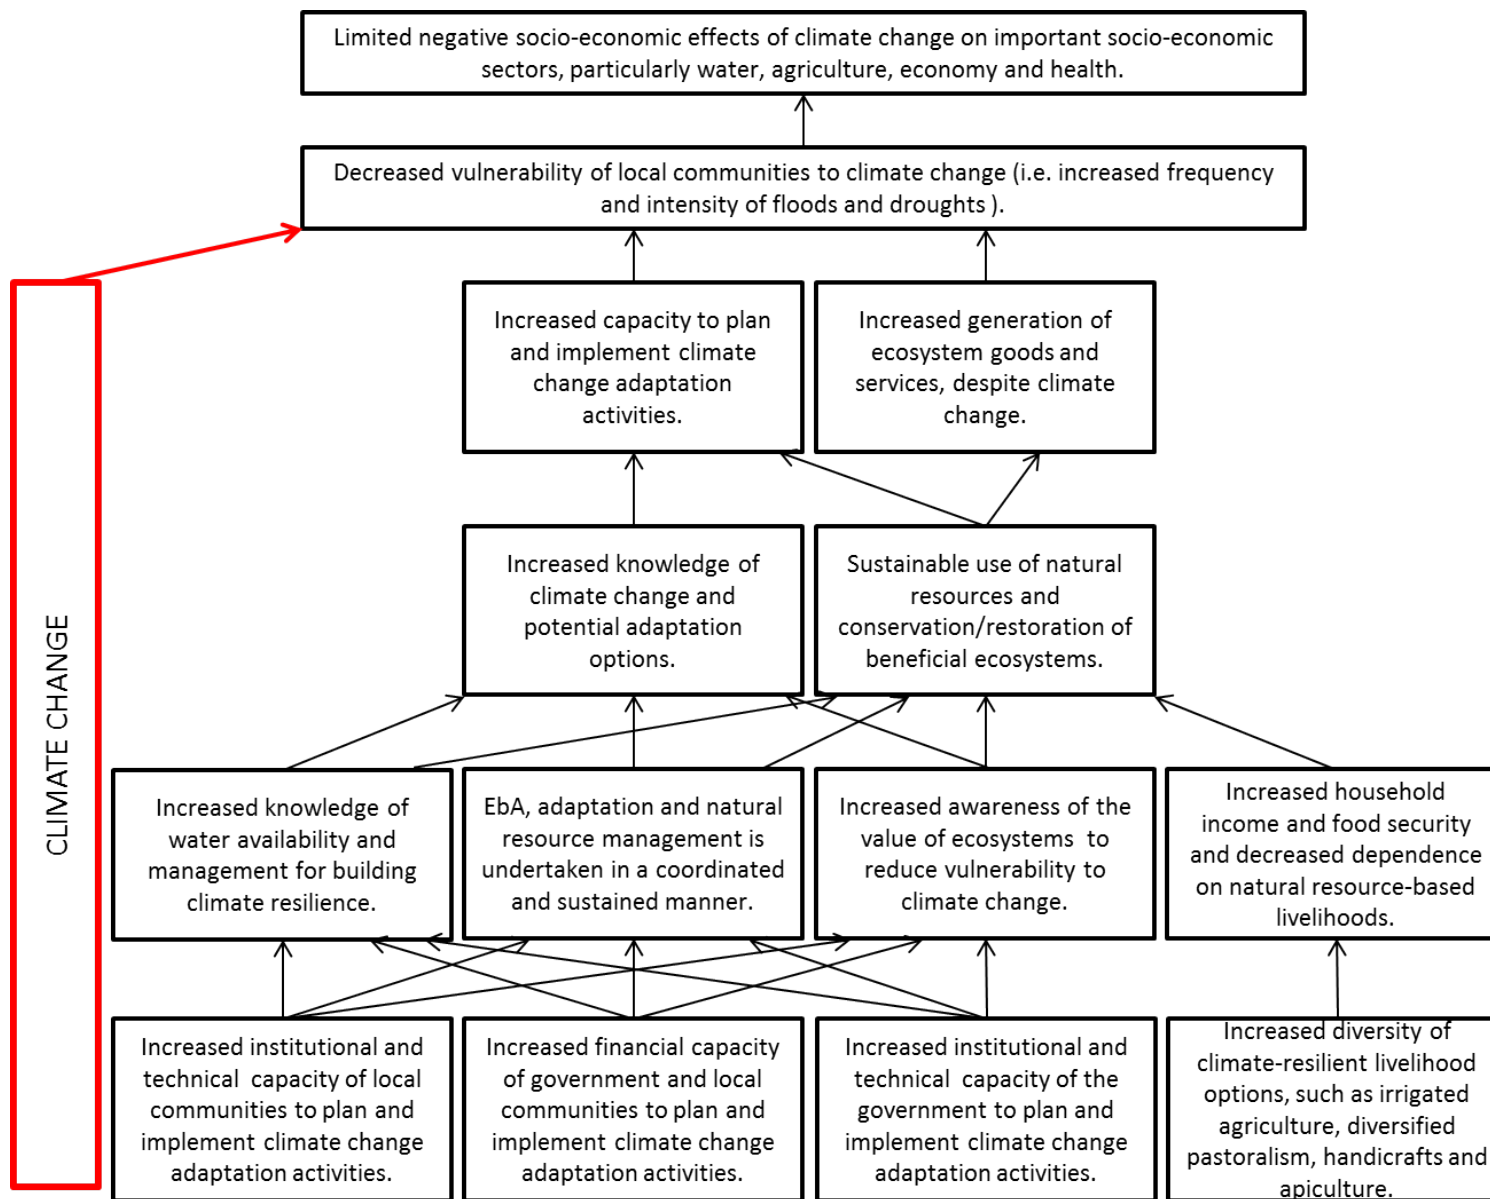 Limited negative socio-economic effects of climate change on important socio-economic
sectors, particularly water, agriculture, economy and health.
Decreased vulnerability of local communities to climate change (i.e. increased frequency
and intensity of floods and droughts ).
CLIMATE CHANGE
Increased capacity to plan
and implement climate
change adaptation
activities.
Increased generation of
ecosystem goods and
services, despite climate
change.
Increased knowledge of
climate change and
potential adaptation
options.
Sustainable use of natural
resources and
conservation/restoration of
beneficial ecosystems.
Increased knowledge of
water availability and
management for building
climate resilience.
EbA, adaptation and natural
resource management is
undertaken in a coordinated
and sustained manner.
Increased awareness of the
value of ecosystems to
reduce vulnerability to
climate change.
Increased household
income and food security
and decreased dependence
on natural resource-based
livelihoods.
Increased institutional and
technical capacity of local
communities to plan and
implement climate change
adaptation activities.
Increased financial capacity
of government and local
communities to plan and
implement climate change
adaptation activities.
Increased institutional and
technical capacity of the
government to plan and
implement climate change
adaptation activities.
Increased diversity of
climate-resilient livelihood
options, such as irrigated
agriculture, diversified
pastoralism, handicrafts and
apiculture.